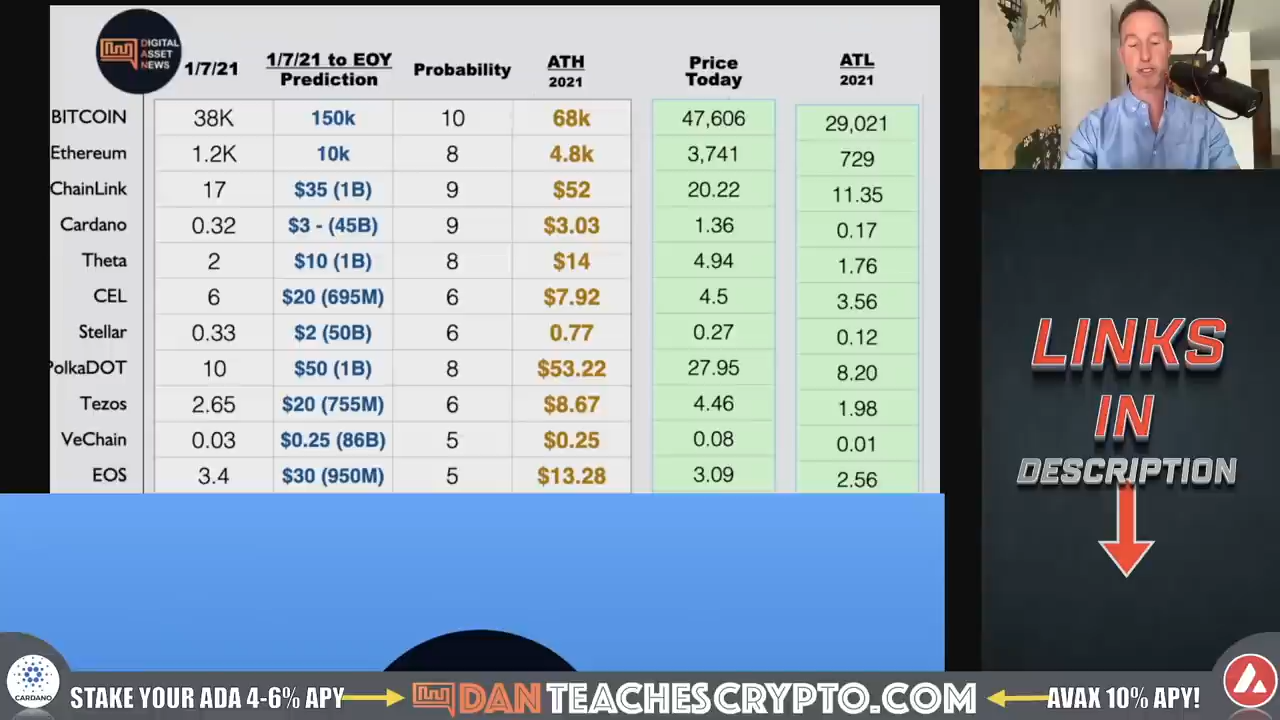 DIGITAL
ASSET
NEWS
1/7/21 1/7/21 to EOY Prediction Probability ATH 2021 Price Today ATL 2021
BITCOIN 38K 150k 10 68k 47,606 29,021
Ethereum 1.2K 10k 8 4.8k 3,741 729
ChainLink 17 $35 (1B) 9 $52 20.22 11.35
Cardano 0.32 $3 - (45B) 9 $3.03 1.36 0.17
Theta 2 $10 (1B) 8 $14 4.94 1.76
CEL 6 $20 (695M) 6 $7.92 4.5 3.56
Stellar 0.33 $2 (50B) 6 0.77 0.27 0.12
PolkaDOT 10 $50 (1B) 8 $53.22 27.95 8.20
Tezos 2.65 $20 (755M) 6 $8.67 4.46 1.98
VeChain 0.03 $0.25 (86B) 5 $0.25 0.08 0.01
EOS 3.4 $30 (950M) 5 $13.28 3.09 2.56
LINKS
IN
DESCRIPTION
CARDANO
STAKE YOUR ADA 4-6% APY DANTEACHESCRYPTO.COM AVAX 10% APY!